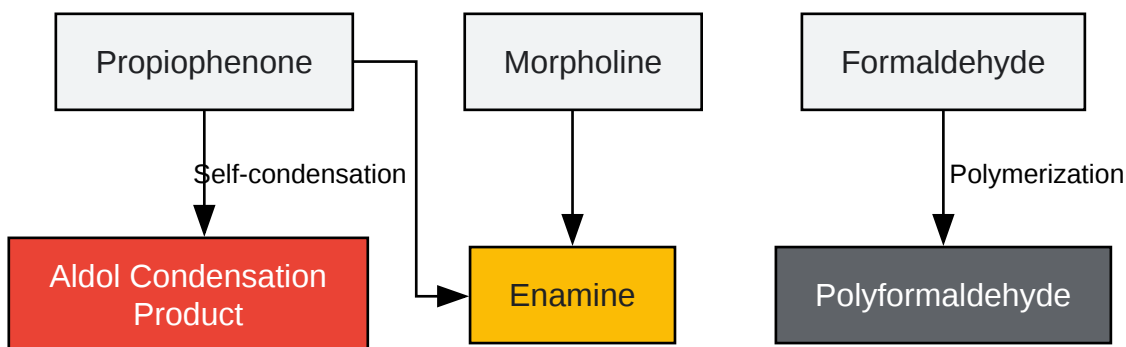 Propiophenone
Morpholine
Formaldehyde
Self-condensation
Polymerization
Aldol Condensation
Product
Enamine
Polyformaldehyde